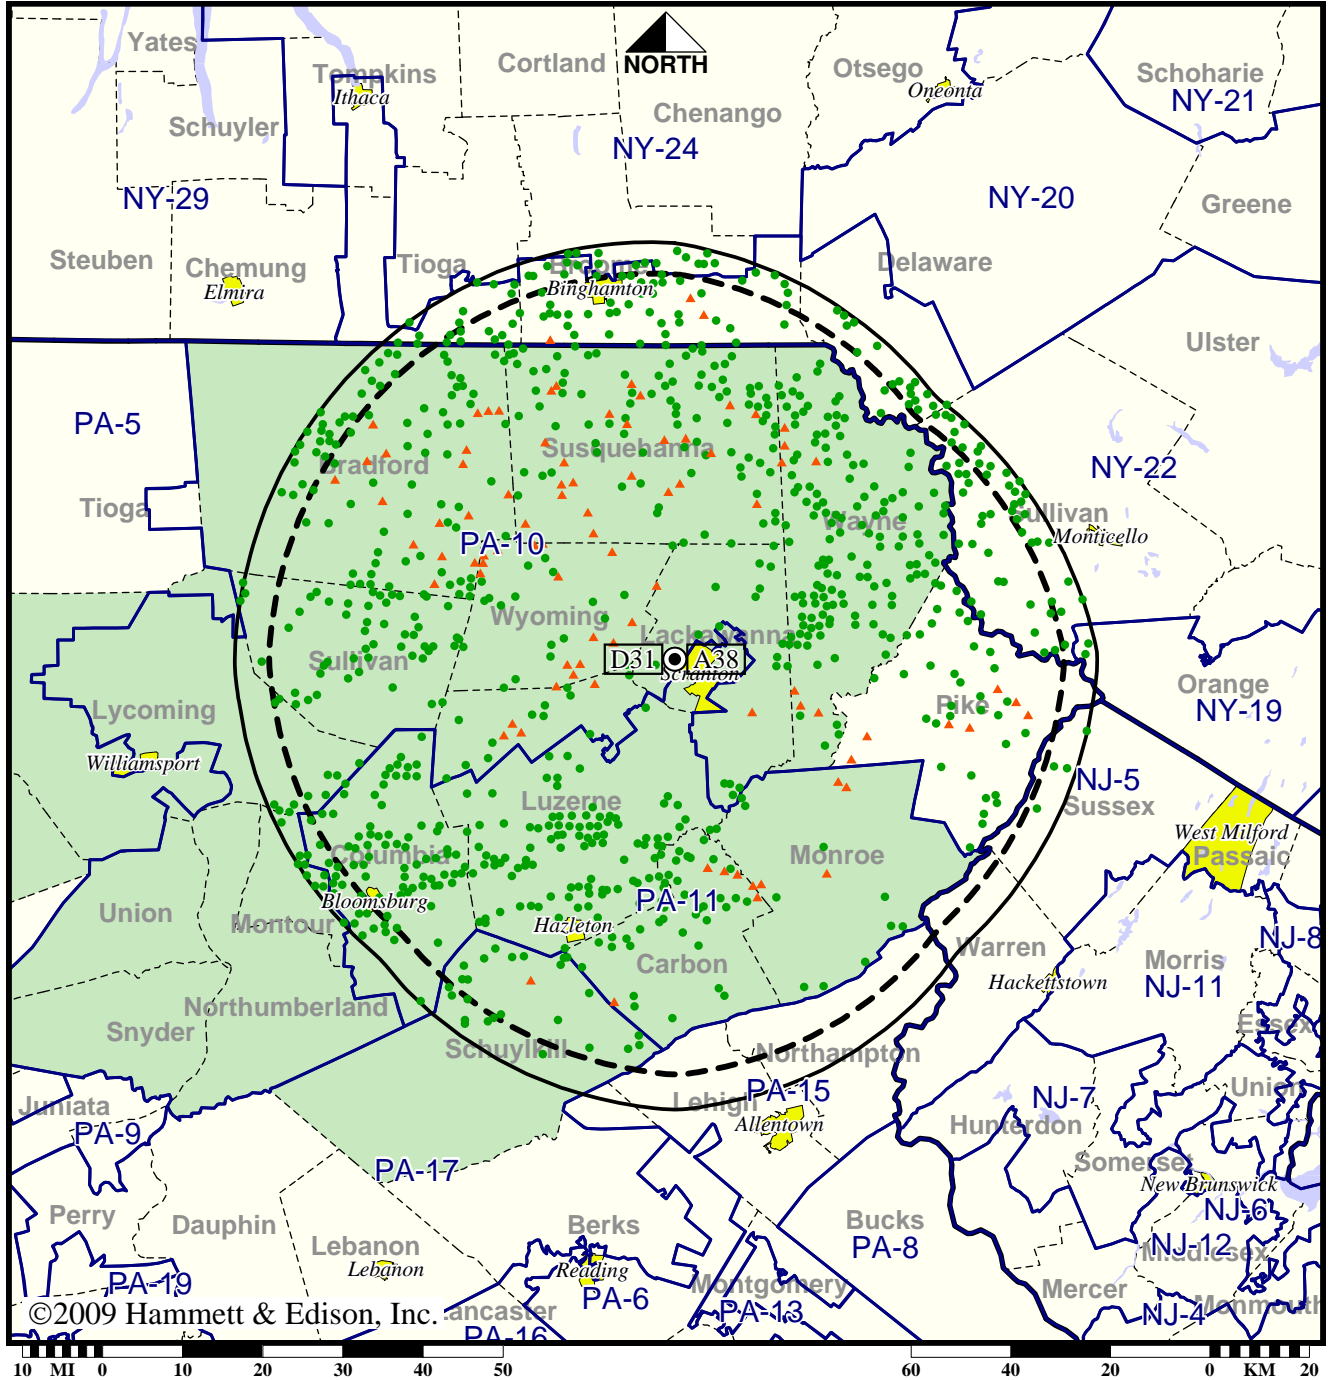 Yates
Tompkins
Ithaca
Cortland
NORTH
Otsego
Oneonta
Schoharie
NY-21
Schuyler
Chenango
NY-24
NY-29
NY-20
Greene
Steuben
Chemung
Elmira
Tioga
Broome
Binghamton
Delaware
Ulster
PA-5
Bradford
Susquehanna
NY-22
Tioga
Wayne
Sullivan
Monticello
PA-10
Wyoming
Lackawanna
D31
A38
Scranton
Sullivan
Lycoming
Pike
Orange
NY-19
Williamsport
NJ-5
Sussex
Luzerne
West Milford
Passaic
Columbia
Monroe
Bloomsburg
PA-11
Union
Montour
Hazleton
Warren
NJ-8
Carbon
Hackettstown
Morris
NJ-11
Northumberland
Snyder
Essex
Schuylkill
Northampton
PA-15
Juniata
PA-9
Lehigh
Allentown
NJ-7
Hunterdon
Union
PA-17
Somerset
New Brunswick
NJ-6
Perry
Dauphin
Berks
Bucks
PA-8
Lebanon
Lebanon
Reading
NJ-12
Middlesex
PA-19
PA-6
Montgomery
PA-13
Mercer
NJ-4
Monmouth
©2009 Hammett & Edison, Inc.
ancaster
PA-16
10 MI 0 10 20 30 40 50 60 40 20 0 KM 20